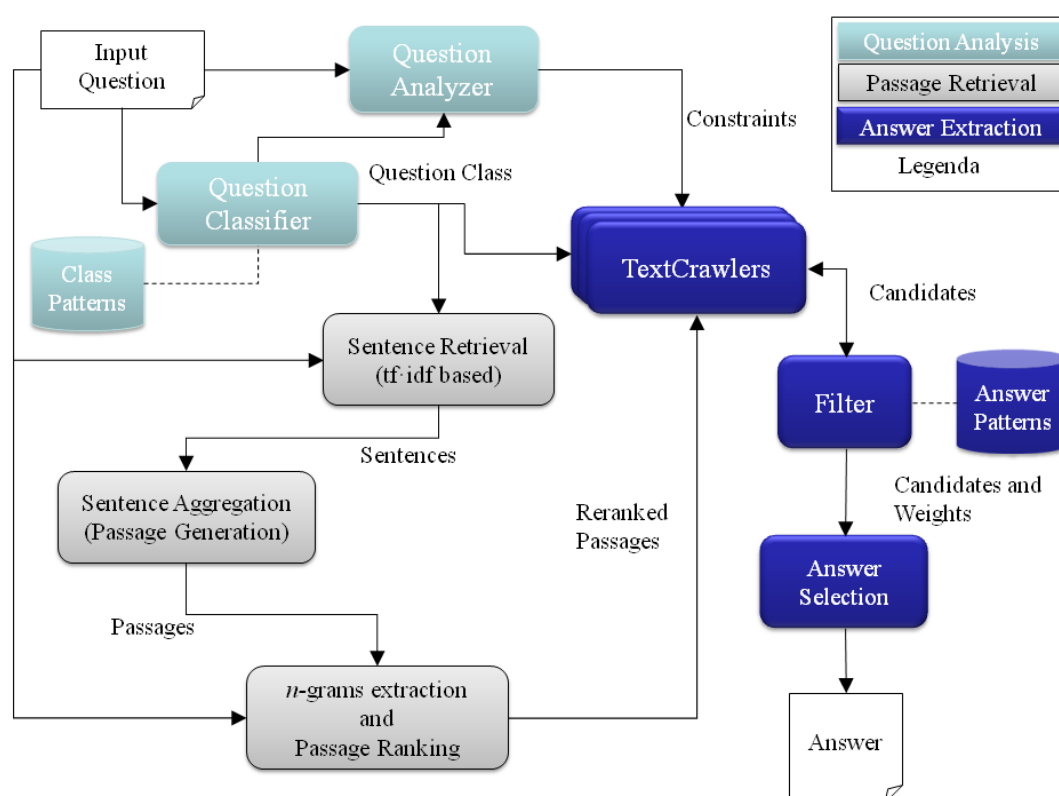 Input
Question
Question
Analyzer
Constraints
Question Analysis
Passage Retrieval
Answer Extraction
Legenda
Question Class
Question
Classifier
Class
Patterns
TextCrawlers
Candidates
Sentence Retrieval
(tf·idf based)
Sentences
Filter
Answer
Patterns
Sentence Aggregation
(Passage Generation)
Reranked
Passages
Candidates and
Weights
Answer
Selection
Passages
n-grams extraction
and
Passage Ranking
Answer